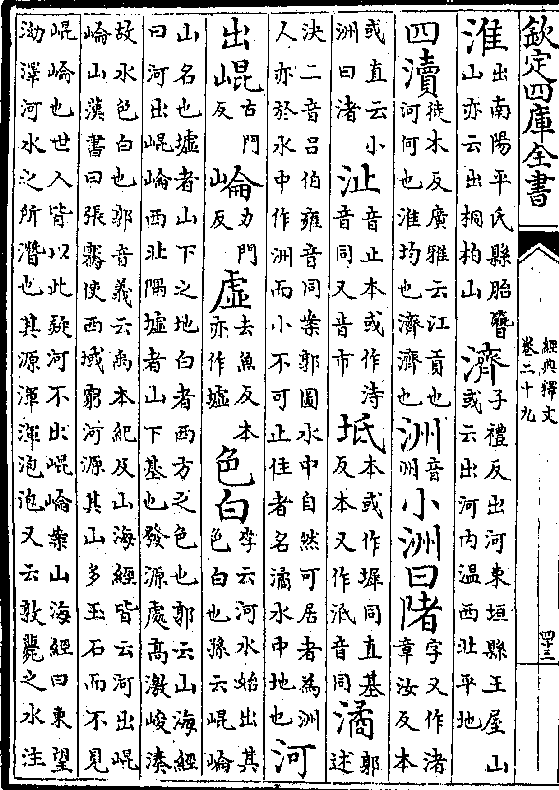 欽定四庫全書
經典釋文
卷二十九
四十三
淮出南陽平氏縣胎簪山亦云出桐柏山濟子禮反出河東垣縣王屋山或云出河内温西北平地
四瀆徒木反廣雅云江貢也河何也淮均也濟濟也洲音州小洲曰陼字又作渚章汝反本
或直云小洲曰渚沚音止本或作洔音同又音市坻本或作墀同直基反本又作泜音同潏郭述
決二音吕伯雍音同案郭圖水中自然可居者為洲人亦於水中作洲而小不可止住者名潏水中地也河
出崐古門反崘力門反虚去魚反本亦作墟色白李云河水始出其色白也孫云崐崘
山名也墟者山下之地白者西方之色也郭云山海經曰河出崐崘西北隅墟者山下基也發源處高激峻湊
故水色白也郭音義云禹本紀及山海經皆云河出崐崘山漢書曰張騫使西域窮河源其山多玉石而不見
崐崘也世人皆以此疑河不出崐崘案山海經曰東望泑澤河水之所潛也其源渾渾泡泡又云敦薨之水注